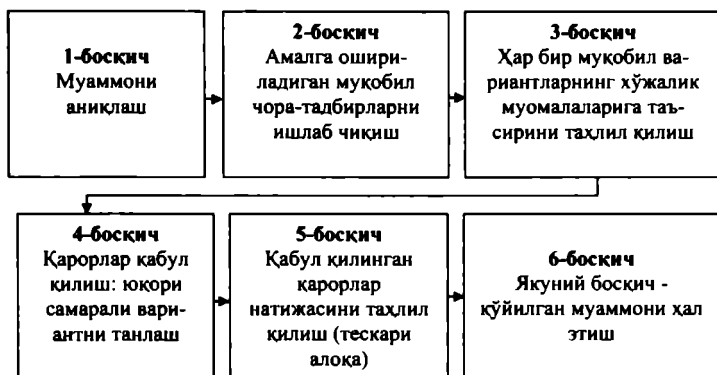 1-босқич
Муаммони
аниқлаш
2-босқич
Амалга ошири-
ладиган муқобил
чора-тадбирларни
ишлаб чиқиш
3-босқич
Ҳар бир муқобил ва-
риантларнинг хўжалик
муомалаларига таъ-
сирини таҳлил қилиш
4-босқич
Қарорлар қабул
қилиш: юқори
самарали вари-
антни танлаш
5-босқич
Қабул қилинган
қарорлар
натижасини таҳлил
қилиш (тескари
алоқа)
6-босқич
Якуний босқич -
қўйилган муаммони ҳал
этиш